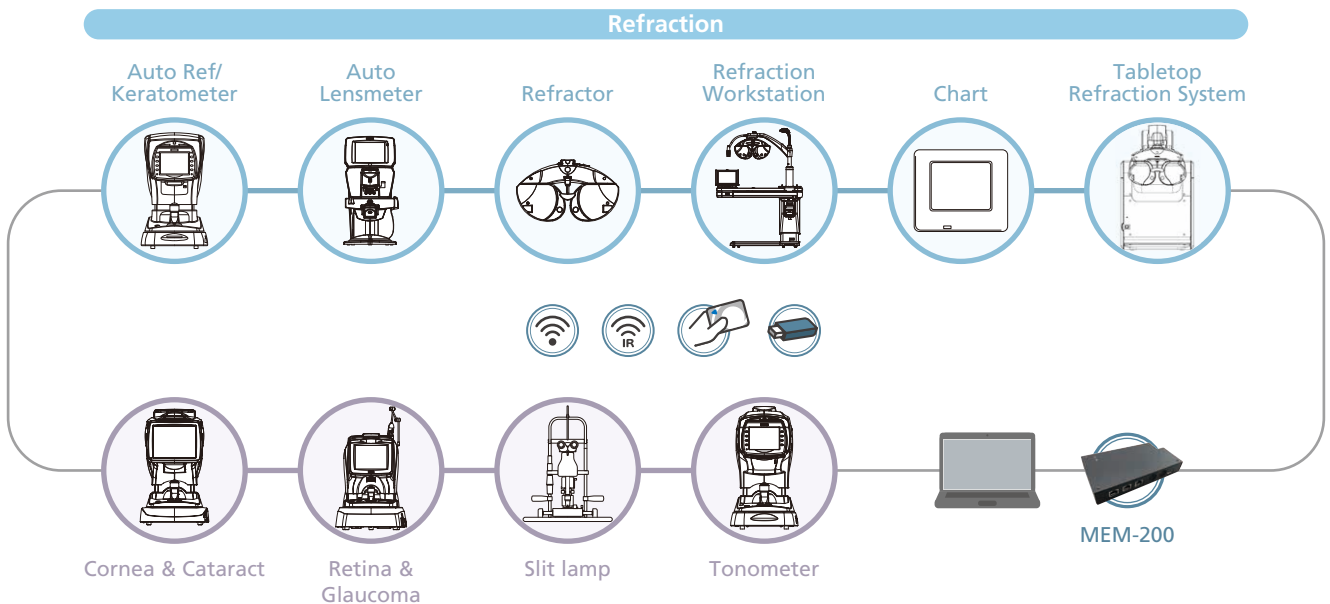 Refraction
Auto Ref/
Keratometer
Auto
Lensmeter
Refractor
Refraction
Workstation
Chart
Tabletop
Refraction System
IR
MEM-200
Cornea & Cataract
Retina &
Glaucoma
Slit lamp
Tonometer